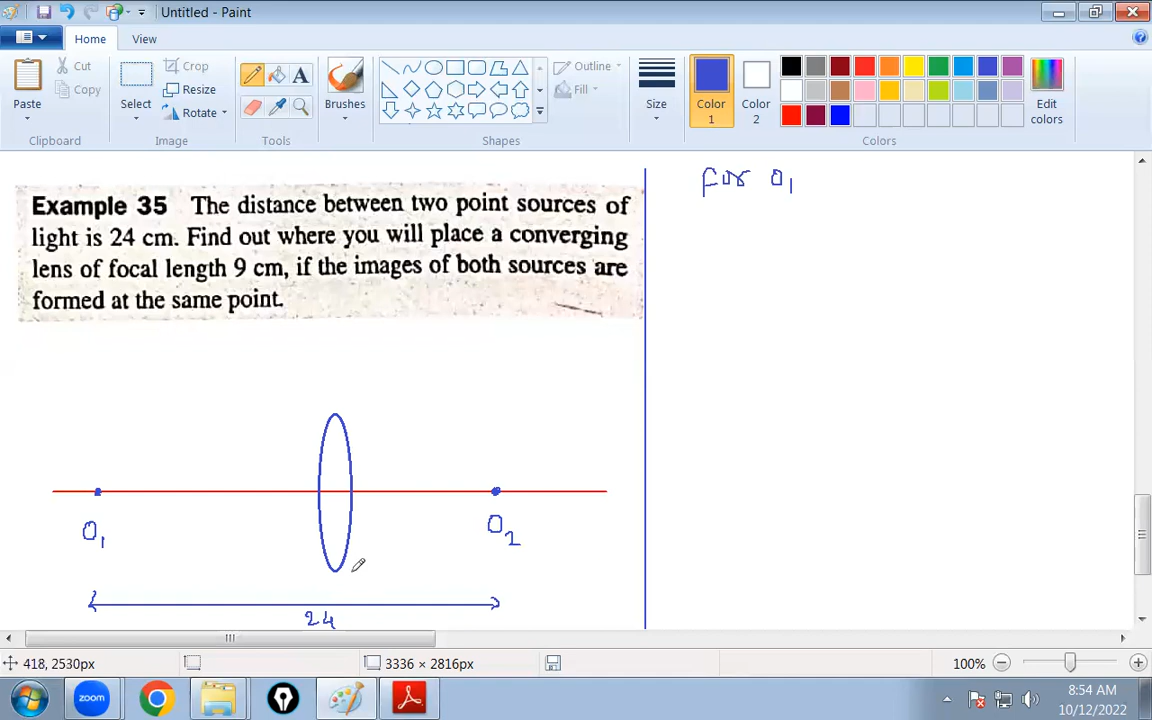 Untitled - Paint
Home
View
Paste
Cut
Copy
Clipboard
Select
Crop
Resize
Rotate
Image
Tools
Brushes
Shapes
Outline
Fill
Size
Color 1
Color 2
Edit colors
Colors
Example 35 The distance between two point sources of
light is 24 cm. Find out where you will place a converging
lens of focal length 9 cm, if the images of both sources are
formed at the same point.
for O1
O1
O2
24
418, 2530px
3336 × 2816px
100%
zoom
8:54 AM
10/12/2022